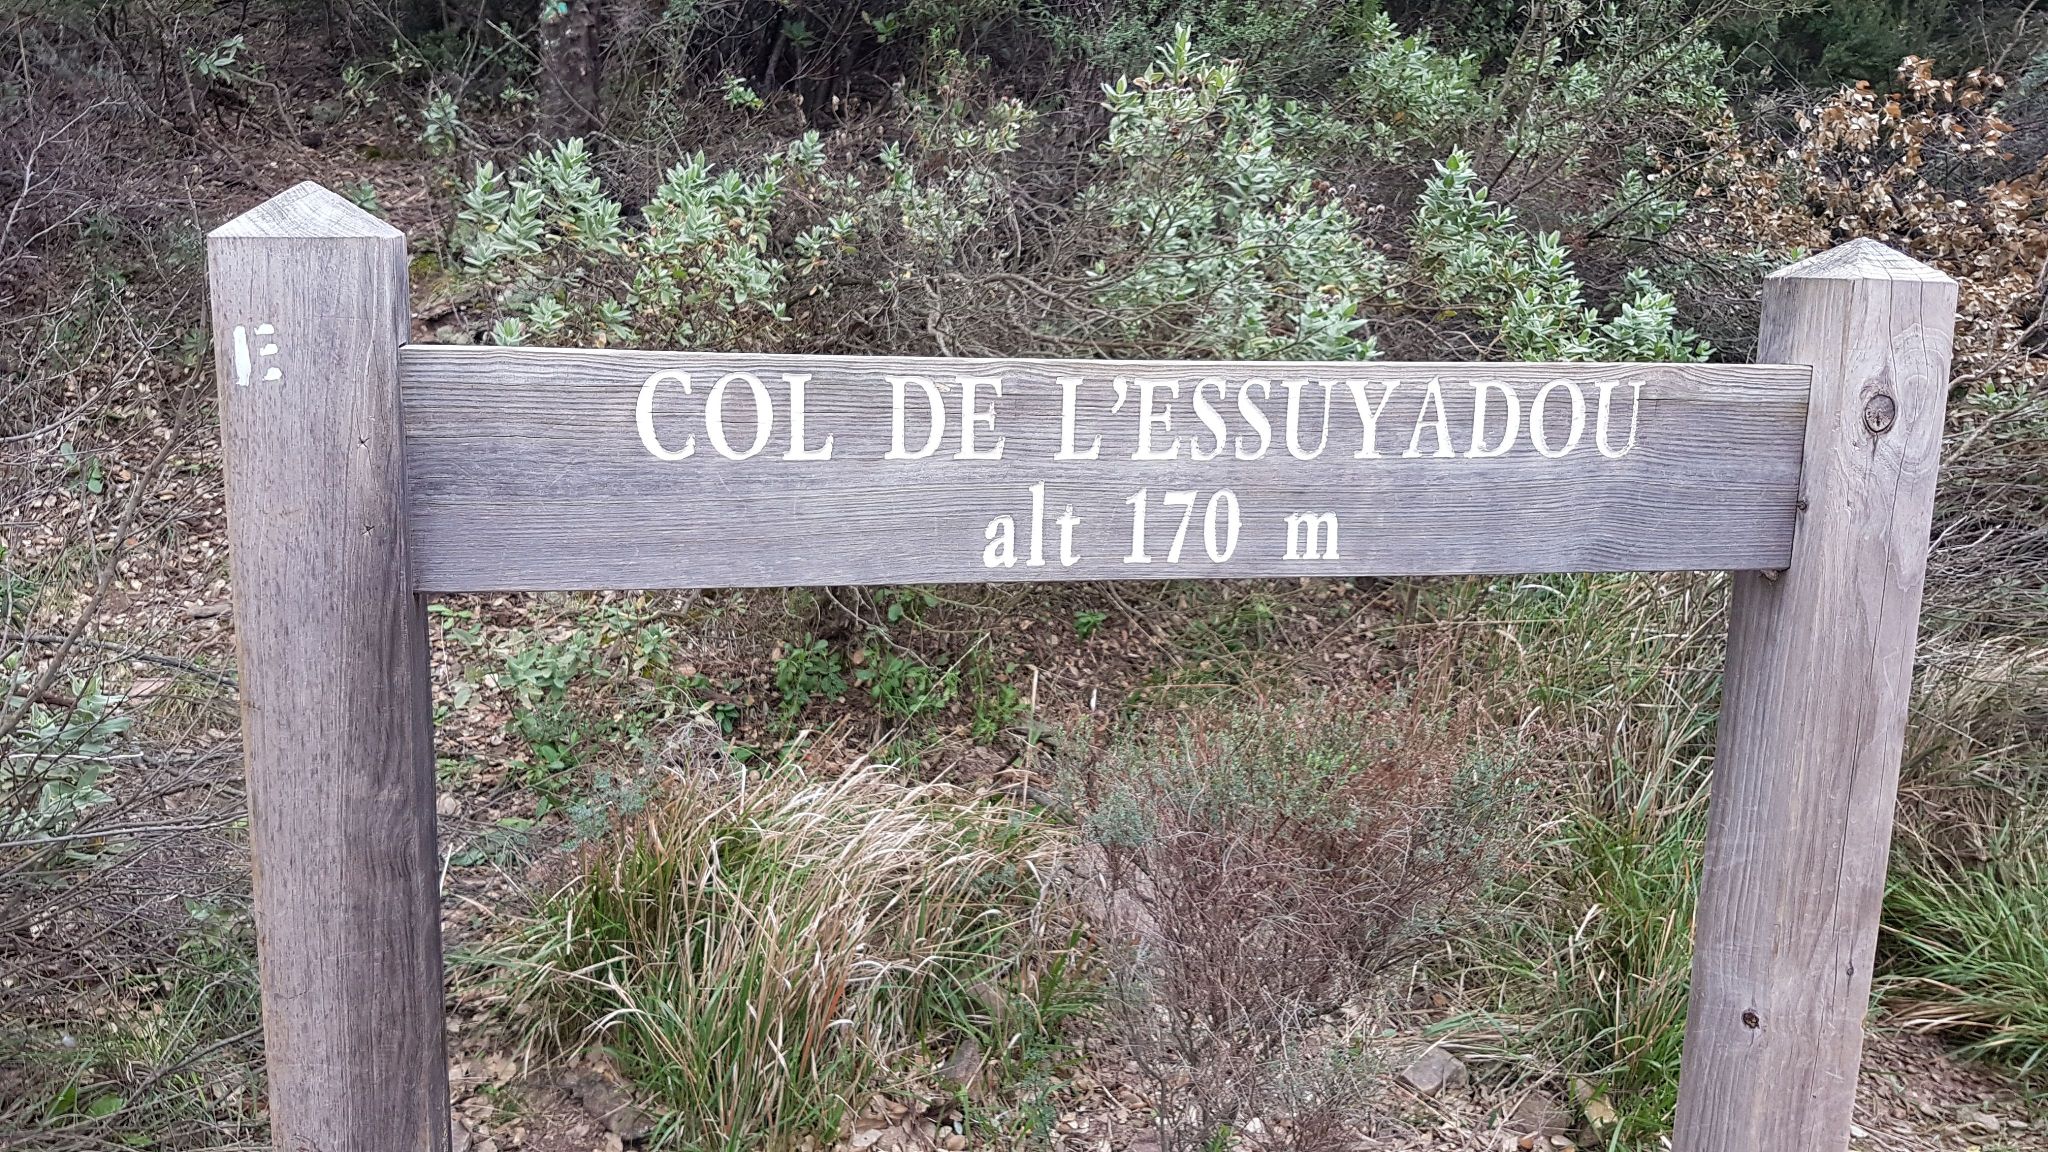 COL DE L'ESSUYADOU
alt 170 m